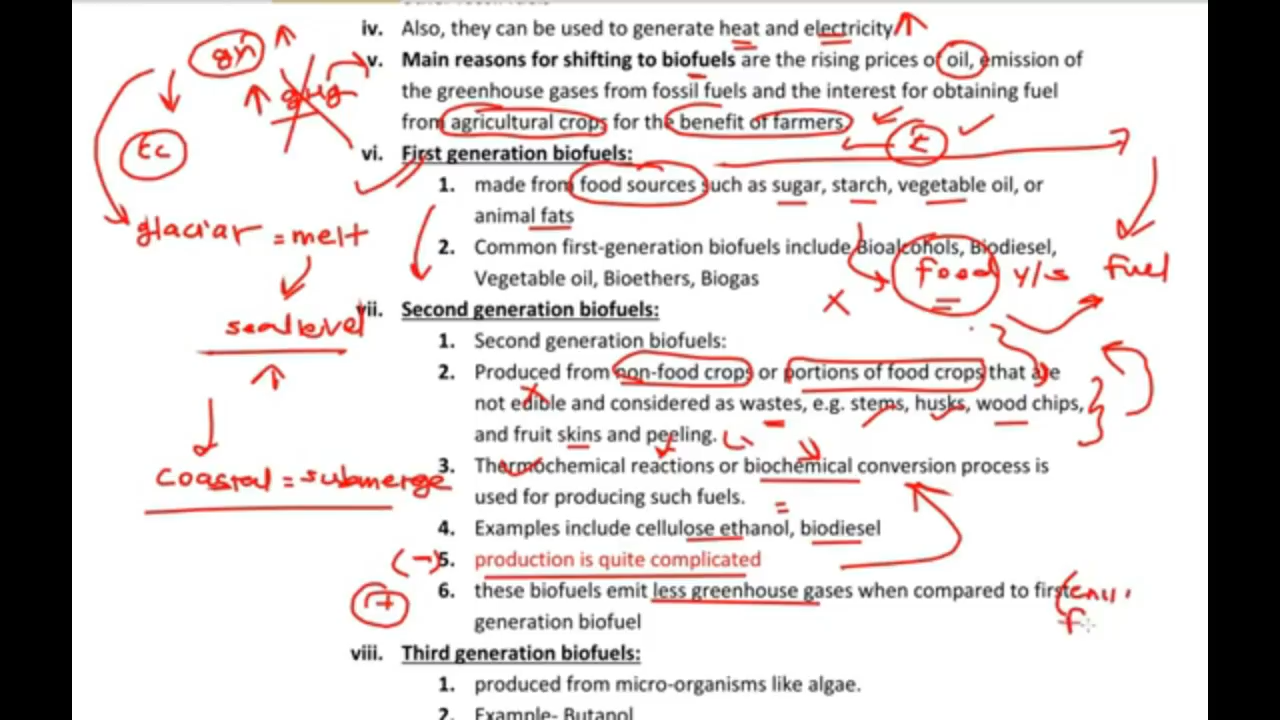 iv. Also, they can be used to generate heat and electricity
v. Main reasons for shifting to biofuels are the rising prices of oil, emission of
the greenhouse gases from fossil fuels and the interest for obtaining fuel
from agricultural crops for the benefit of farmers.
vi. First generation biofuels:
1. made from food sources such as sugar, starch, vegetable oil, or
animal fats
2. Common first-generation biofuels include Bioalcohols, Biodiesel,
Vegetable oil, Bioethers, Biogas
food v/s fuel
glaciar = melt
sea level
coastal = submerge
vii. Second generation biofuels:
1. Second generation biofuels:
2. Produced from non-food crops or portions of food crops that are
not edible and considered as wastes, e.g. stems, husks, wood chips,
and fruit skins and peeling.
3. Thermochemical reactions or biochemical conversion process is
used for producing such fuels.
4. Examples include cellulose ethanol, biodiesel
(-) 5. production is quite complicated
6. these biofuels emit less greenhouse gases when compared to first
generation biofuel
viii. Third generation biofuels:
1. produced from micro-organisms like algae.
2. Example- Butanol